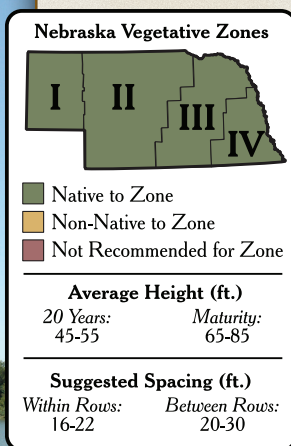 Nebraska Vegetative Zones
I II III IV
Native to Zone
Non-Native to Zone
Not Recommended for Zone
Average Height (ft.)
20 Years: Maturity:
45-55 65-85
Suggested Spacing (ft.)
Within Rows: Between Rows:
16-22 20-30